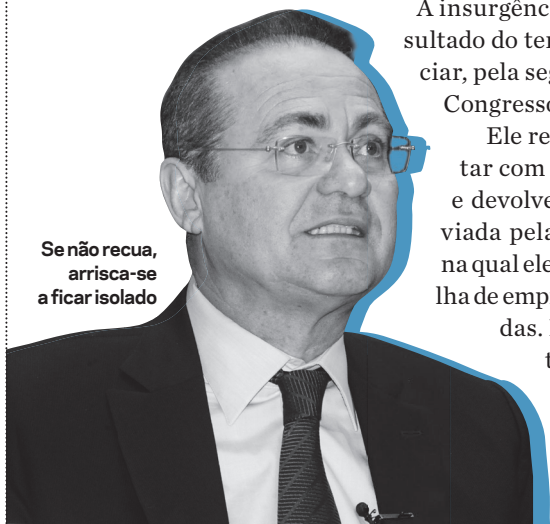 Se não recua,
arrisca-se
a ficar isolado
A insurgênc
sultado do ter
ciar, pela seg
Congresso
Ele re
tar com
e devolve
viada pela
na qual ele
lha de emp
das.
t